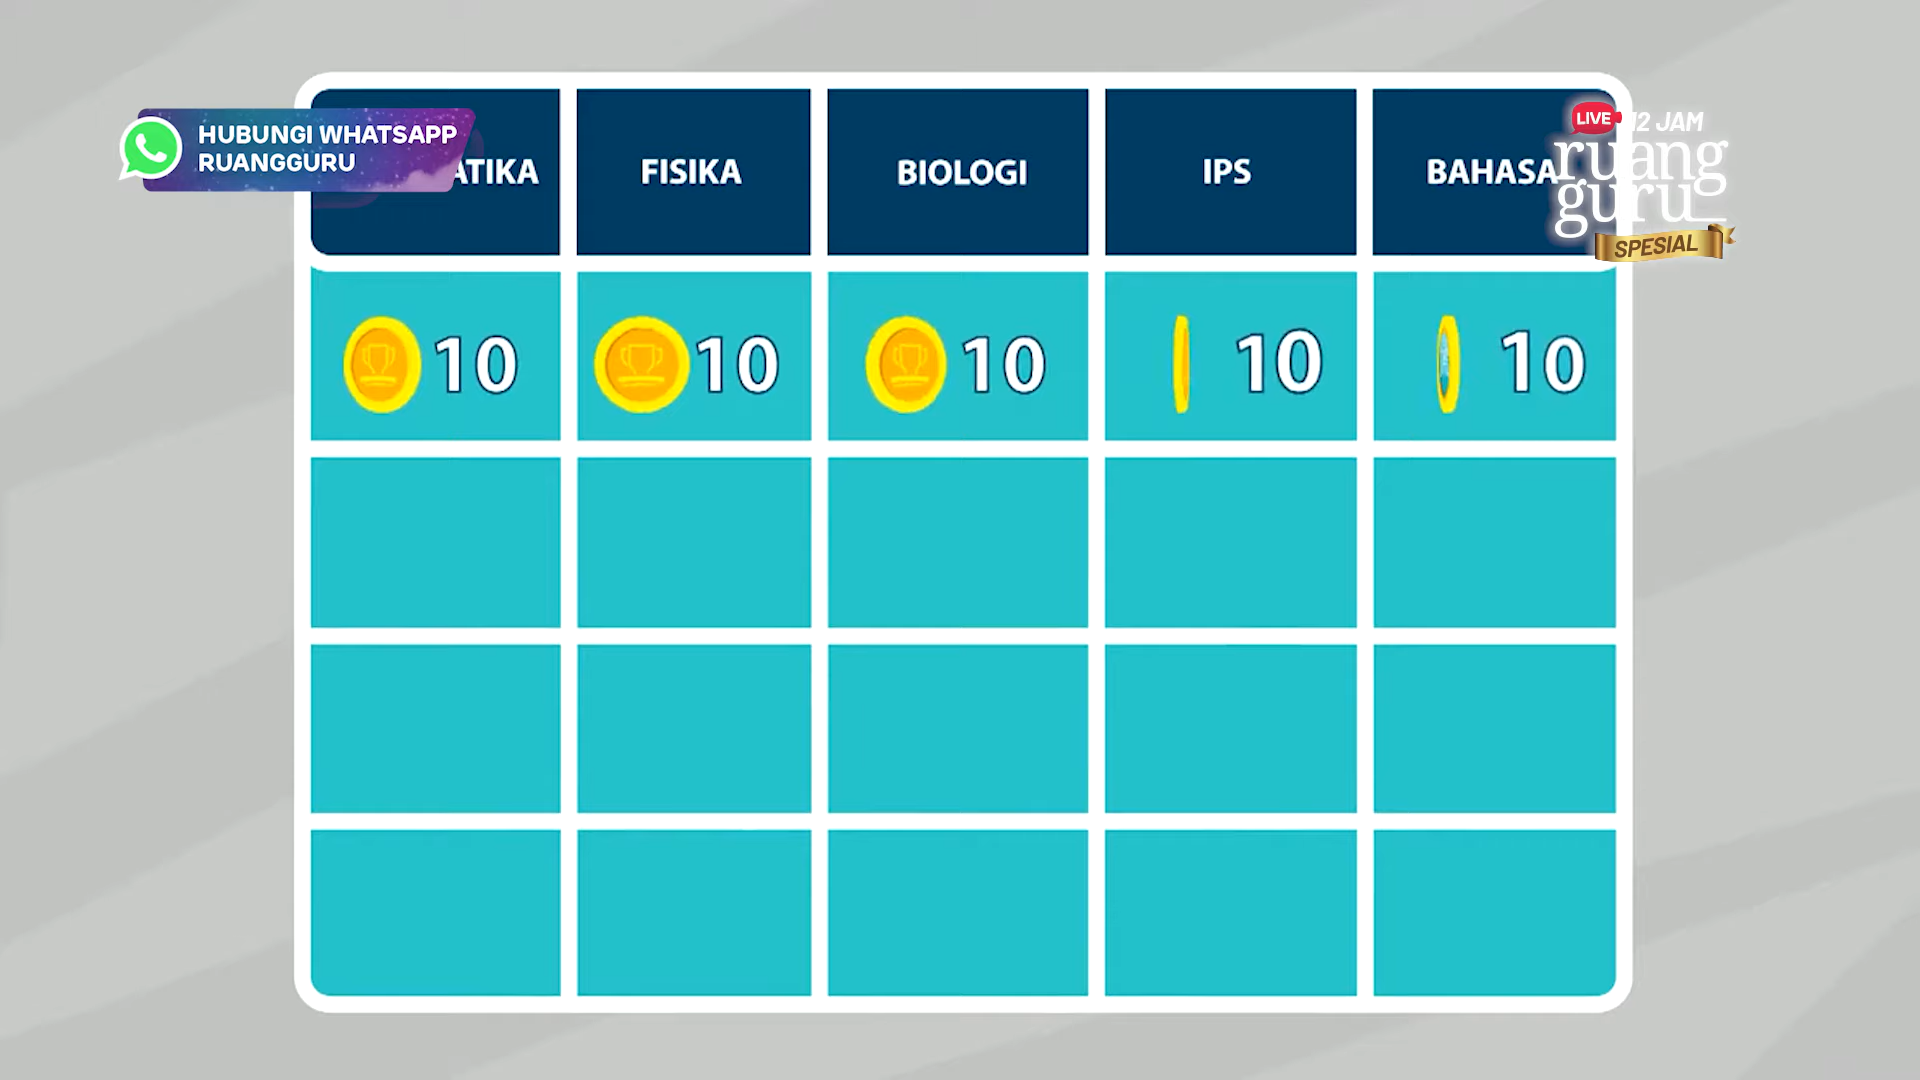 HUBUNGI WHATSAPP
RUANGGURU
ATIKA
FISIKA
BIOLOGI
IPS
BAHASA
LIVE
12 JAM
ruang
guru
SPESIAL
10
10
10
10
10